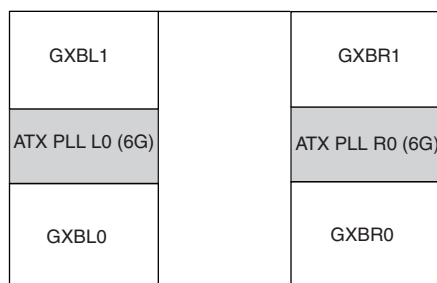 GXBL1
GXBR1
ATX PLL L0 (6G)
ATX PLL R0 (6G)
GXBL0
GXBR0